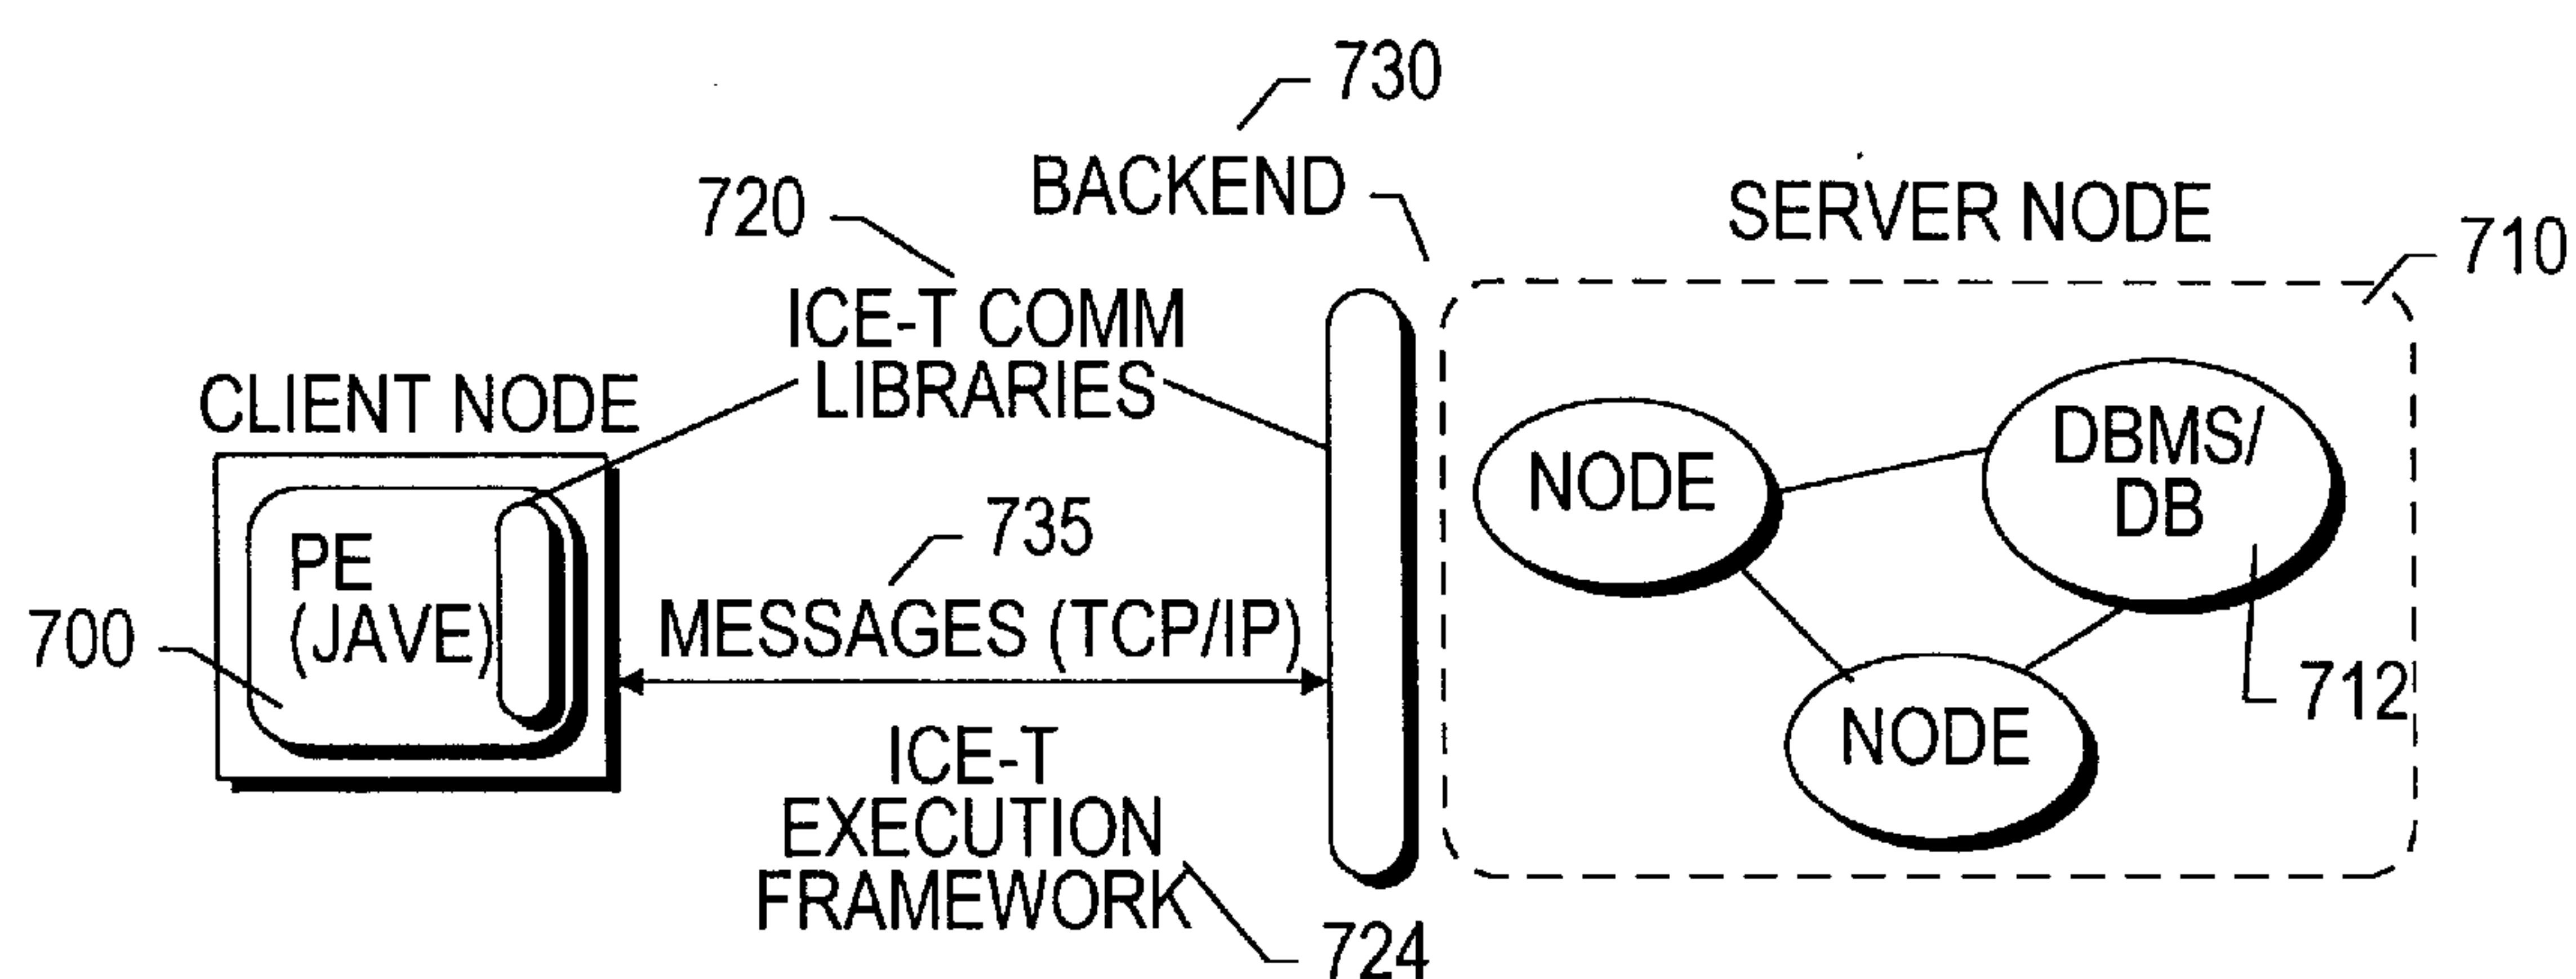 730
BACKEND
720
SERVER NODE
710
ICE-T COMM
LIBRARIES
CLIENT NODE
DBMS/
DB
NODE
PE
(JAVE)
735
700
MESSAGES (TCP/IP)
712
NODE
ICE-T
EXECUTION
FRAMEWORK
724